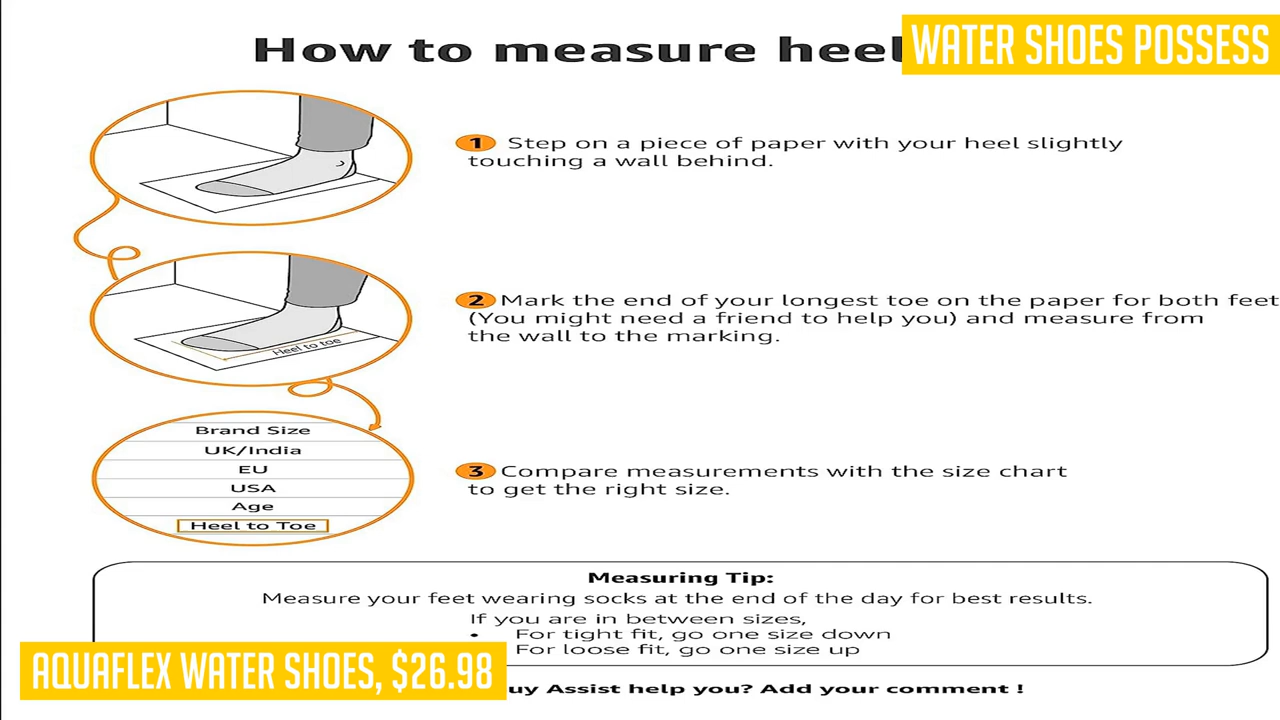 How to measure heel
WATER SHOES POSSESS
1 Step on a piece of paper with your heel slightly
touching a wall behind.
2 Mark the end of your longest toe on the paper for both feet
(You might need a friend to help you) and measure from
the wall to the marking.
Heel to toe
Brand Size
UK/India
EU
USA
Age
Heel to Toe
3 Compare measurements with the size chart
to get the right size.
Measuring Tip:
Measure your feet wearing socks at the end of the day for best results.
If you are in between sizes,
• For tight fit, go one size down
For loose fit, go one size up
AQUAFLEX WATER SHOES, $26.98
Assist help you? Add your comment !